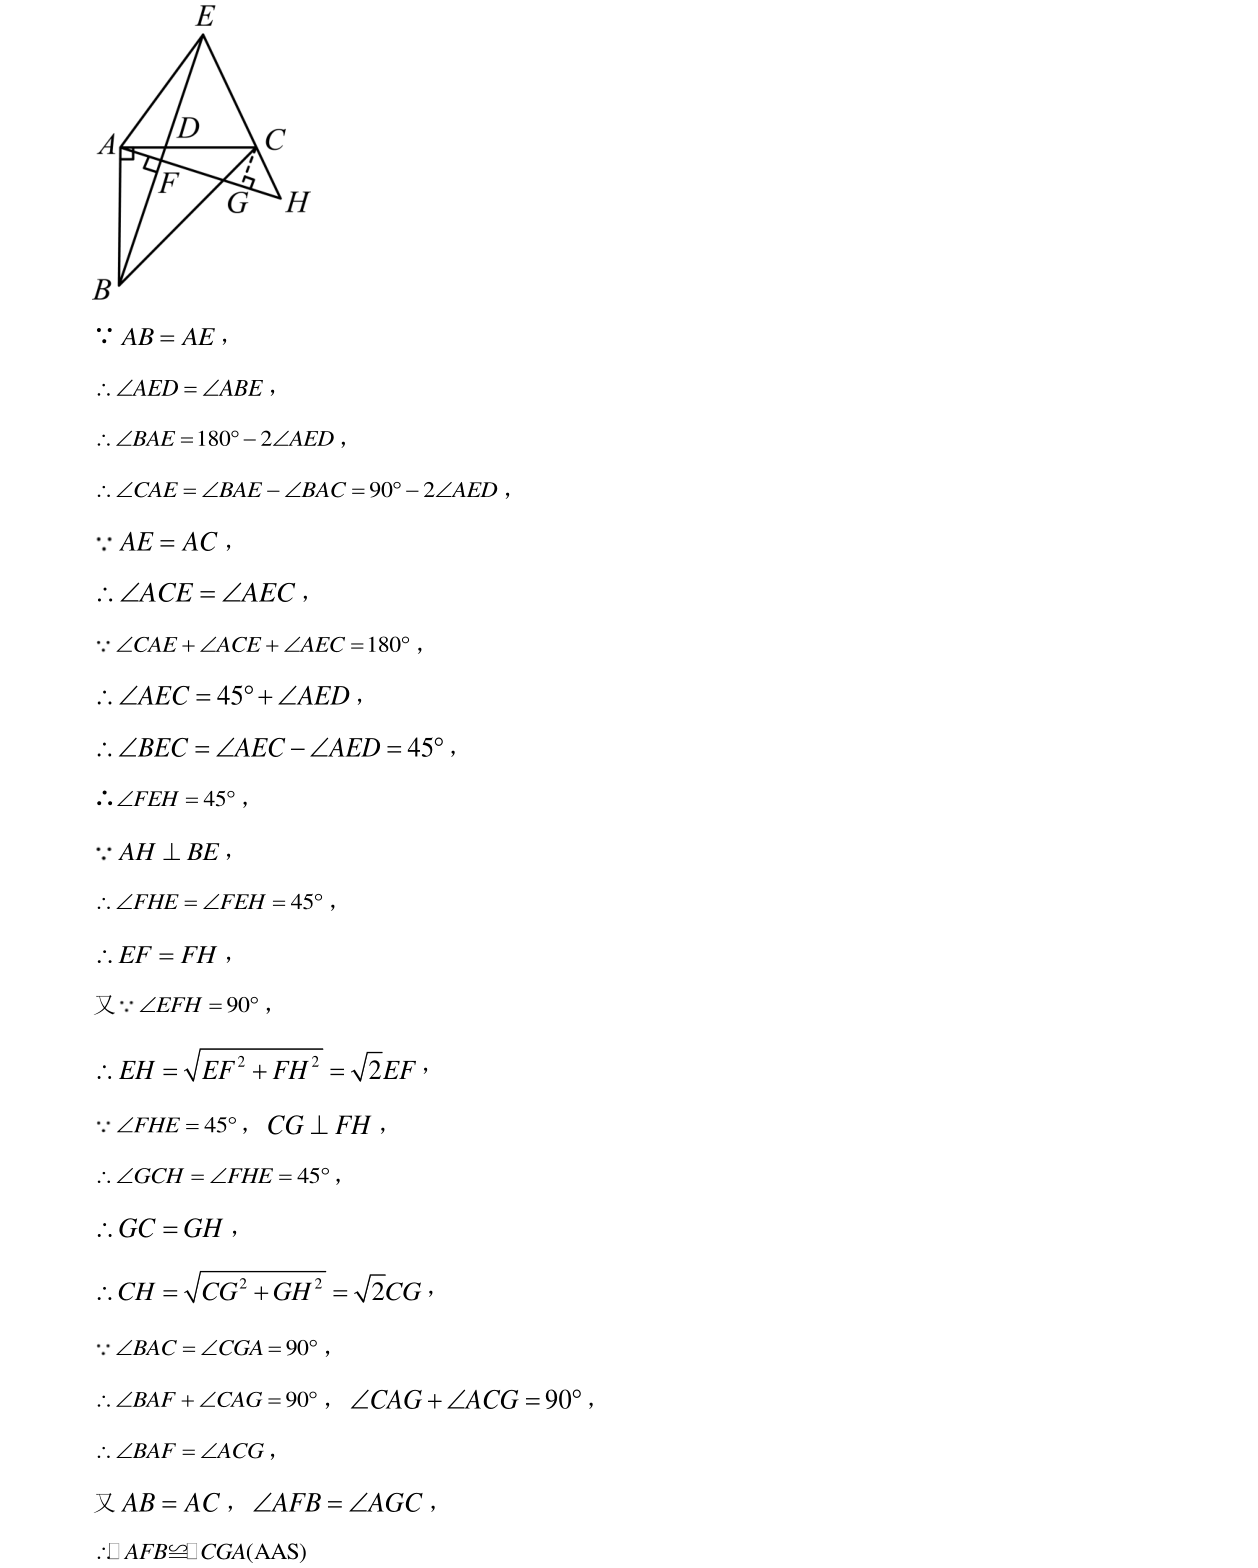 E
D
A
C
F
G
H
B
∵ AB = AE，
∴∠AED = ∠ABE，
∴∠BAE = 180° − 2∠AED，
∴∠CAE = ∠BAE − ∠BAC = 90° − 2∠AED，
∵ AE = AC，
∴∠ACE = ∠AEC，
∵∠CAE + ∠ACE + ∠AEC = 180°，
∴∠AEC = 45° + ∠AED，
∴∠BEC = ∠AEC − ∠AED = 45°，
∴∠FEH = 45°，
∵ AH ⊥ BE，
∴∠FHE = ∠FEH = 45°，
∴ EF = FH，
又∵∠EFH = 90°，
∴ EH = √(EF² + FH²) = √2EF，
∵∠FHE = 45°，CG ⊥ FH，
∴∠GCH = ∠FHE = 45°，
∴ GC = GH，
∴ CH = √(CG² + GH²) = √2CG，
∵∠BAC = ∠CGA = 90°，
∴∠BAF + ∠CAG = 90°，∠CAG + ∠ACG = 90°，
∴∠BAF = ∠ACG，
又 AB = AC，∠AFB = ∠AGC，
∴□AFB≌□CGA(AAS)